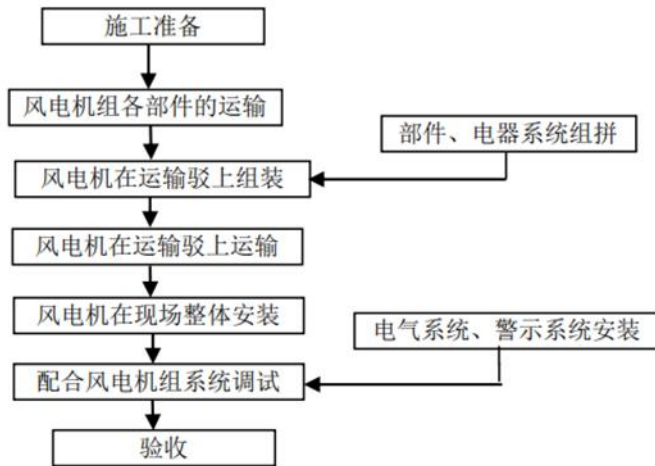 施工准备
风电机组各部件的运输
部件、电器系统组拼
风电机在运输驳上组装
风电机在运输驳上运输
风电机在现场整体安装
电气系统、警示系统安装
配合风电机组系统调试
验收